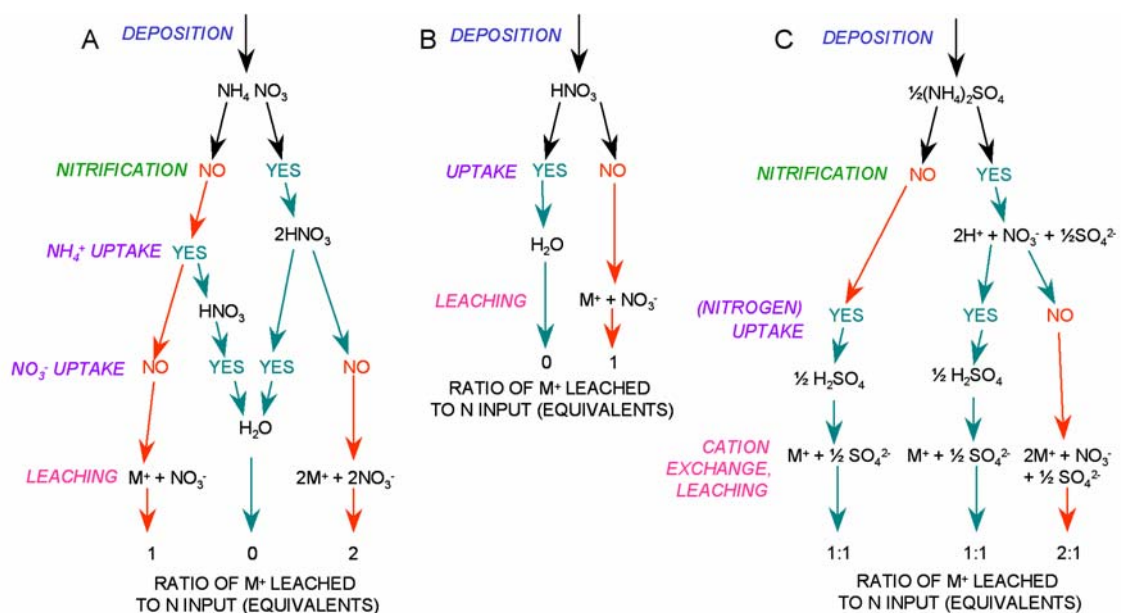 A
DEPOSITION
NH₄ NO₃
NITRIFICATION NO YES
2HNO₃
NH₄⁺ UPTAKE YES
HNO₃
NO₃⁻ UPTAKE NO YES YES NO
H₂O
LEACHING M⁺ + NO₃⁻ 2M⁺ + 2NO₃⁻
1 0 2
RATIO OF M⁺ LEACHED
TO N INPUT (EQUIVALENTS)
B
DEPOSITION
HNO₃
UPTAKE YES NO
H₂O
LEACHING M⁺ + NO₃⁻
0 1
RATIO OF M⁺ LEACHED
TO N INPUT (EQUIVALENTS)
C
DEPOSITION
½(NH₄)₂SO₄
NITRIFICATION NO YES
2H⁺ + NO₃⁻ + ½SO₄²⁻
(NITROGEN)
UPTAKE YES YES NO
½ H₂SO₄ ½ H₂SO₄
CATION
EXCHANGE,
LEACHING
M⁺ + ½ SO₄²⁻ M⁺ + ½ SO₄²⁻ 2M⁺ + NO₃⁻
+ ½ SO₄²⁻
1:1 1:1 2:1
RATIO OF M⁺ LEACHED
TO N INPUT (EQUIVALENTS)